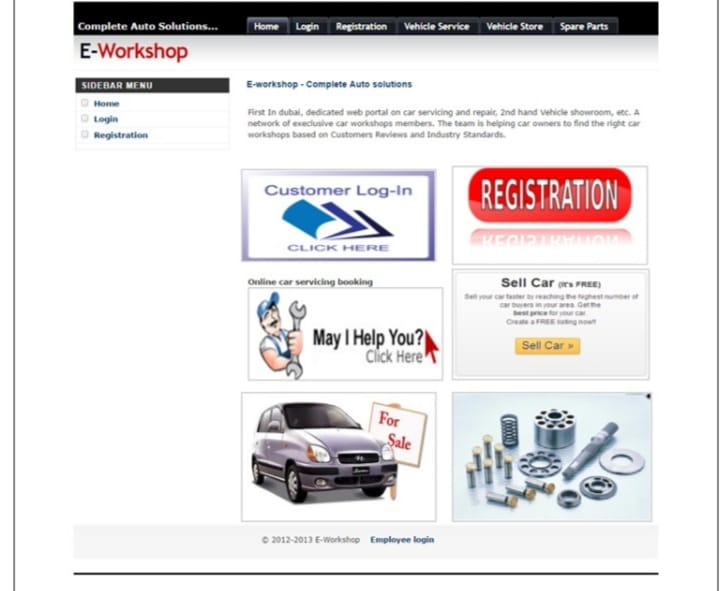 Complete Auto Solutions...
Home Login Registration Vehicle Service Vehicle Store Spare Parts
E-Workshop
SIDEBAR MENU
Home
Login
Registration
E-workshop - Complete Auto solutions
First In dubai, dedicated web portal on car servicing and repair, 2nd hand Vehicle showroom, etc. A
network of execlusive car workshops members. The team is helping car owners to find the right car
workshops based on Customers Reviews and Industry Standards.
Customer Log-In
CLICK HERE
REGISTRATION
Online car servicing booking
May I Help You?
Click Here
Sell Car (It's FREE)
Sell your car faster by reaching the highest number of
car buyers in your area. Get the
best price for your car.
Create a FREE listing now!!
Sell Car »
For
Sale
© 2012-2013 E-Workshop Employee login